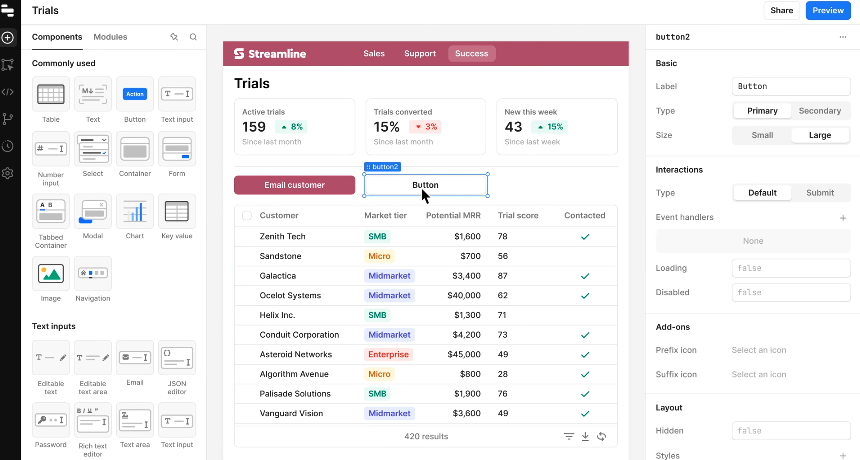 Trials
Share
Preview
Components
Modules
Commonly used
Table
Text
Action
Button
Text input
Number input
Select
Container
Form
Tabbed Container
Modal
Chart
Key value
Image
Navigation
Text inputs
Editable text
Editable text area
Email
JSON editor
Password
Rich text editor
Text area
Text input
Streamline
Sales
Support
Success
Trials
Active trials
159 8%
Since last month
Trials converted
15% 3%
Since last month
New this week
43 15%
Since last week
button2
Email customer
Button
Customer Market tier Potential MRR Trial score Contacted
Zenith Tech SMB $1,600 78
Sandstone Micro $700 56
Galactica Midmarket $3,400 87
Ocelot Systems Midmarket $40,000 62
Helix Inc. SMB $1,300 71
Conduit Corporation Midmarket $4,200 73
Asteroid Networks Enterprise $45,000 49
Algorithm Avenue Micro $800 28
Palisade Solutions SMB $1,900 76
Vanguard Vision Midmarket $3,600 49
420 results
button2
Basic
Label Button
Type Primary Secondary
Size Small Large
Interactions
Type Default Submit
Event handlers
None
Loading false
Disabled false
Add-ons
Prefix icon Select an icon
Suffix icon Select an icon
Layout
Hidden false
Styles